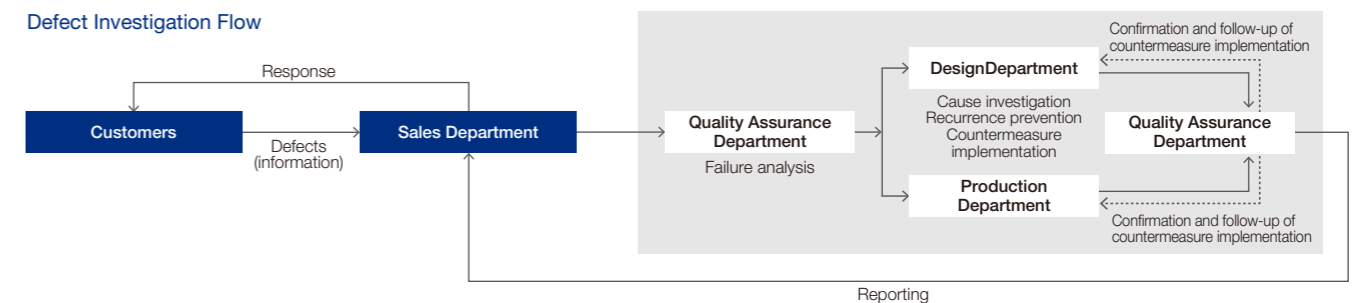 Defect Investigation Flow
Response
Customers
Defects
(information)
Sales Department
Quality Assurance
Department
Failure analysis
DesignDepartment
Cause investigation
Recurrence prevention
Countermeasure
implementation
Production
Department
Confirmation and follow-up of
countermeasure implementation
Quality Assurance
Department
Confirmation and follow-up of
countermeasure implementation
Reporting